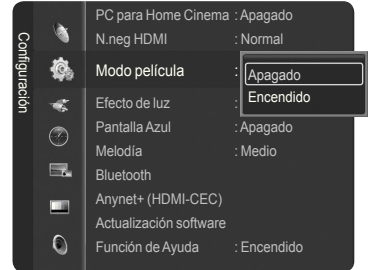 Configuración
PC para Home Cinema : Apagado
N.neg HDMI : Normal
Modo película :
Apagado
Encendido
Efecto de luz :
Pantalla Azul : Apagado
Melodía : Medio
Bluetooth
Anynet+ (HDMI-CEC)
Actualización software
Función de Ayuda : Encendido